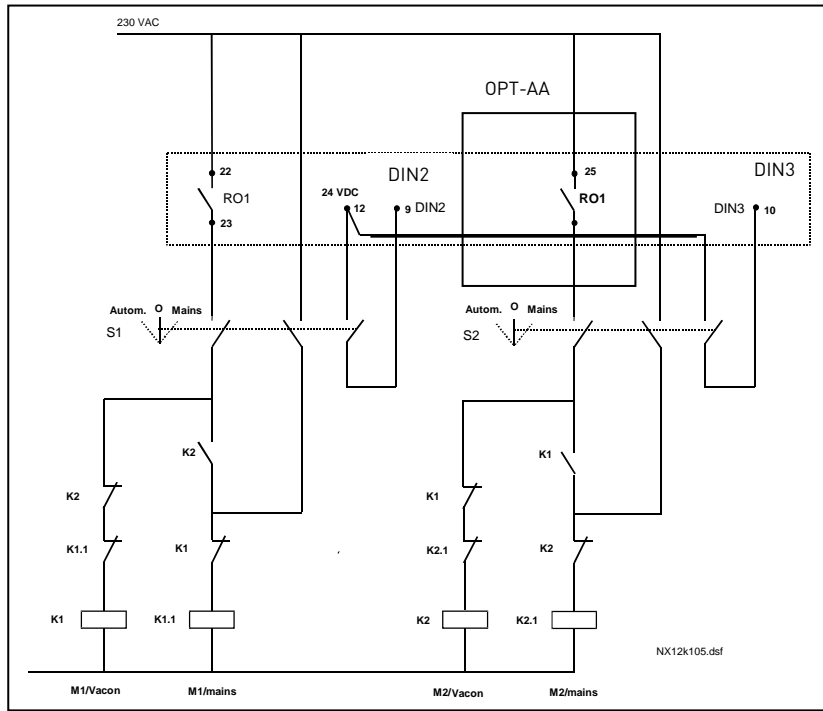 230 VAC
OPT-AA
22
RO1
23
24 VDC
12
DIN2
9 DIN2
25
RO1
DIN3
DIN3 10
Autom. O Mains
S1
Autom. O Mains
S2
K2
K1
K2
K1
K1.1
K1
K2.1
K2
K1
K1.1
K2
K2.1
NX12k105.dsf
M1/Vacon
M1/mains
M2/Vacon
M2/mains